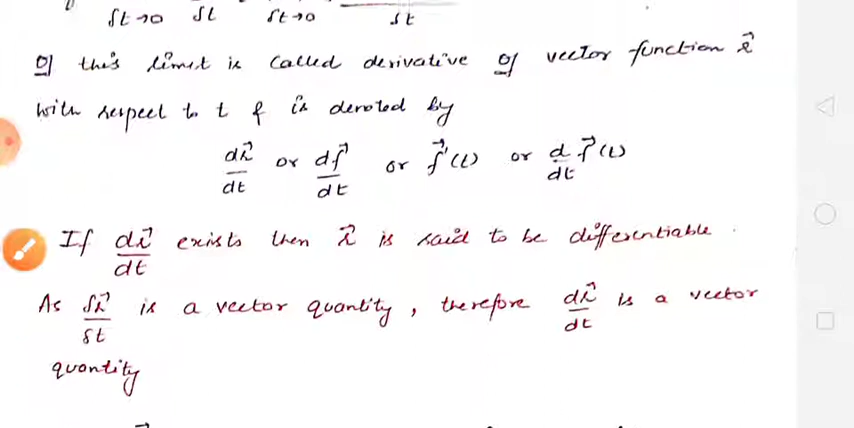 δt→0 δt δt→0 δt
of this limit is called derivative of vector function r⃗
with respect to t & is denoted by
dr⃗/dt or df⃗/dt or f⃗'(t) or d/dt f⃗(t)
If dr⃗/dt exists then r⃗ is said to be differentiable.
As δr⃗/δt is a vector quantity, therefore dr⃗/dt is a vector
quantity